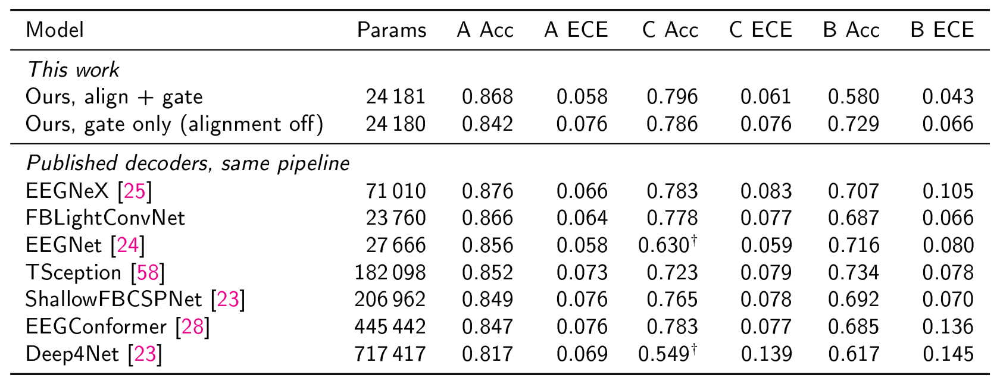 Model Params A Acc A ECE C Acc C ECE B Acc B ECE
This work
Ours, align + gate 24 181 0.868 0.058 0.796 0.061 0.580 0.043
Ours, gate only (alignment off) 24 180 0.842 0.076 0.786 0.076 0.729 0.066
Published decoders, same pipeline
EEGNeX [25] 71 010 0.876 0.066 0.783 0.083 0.707 0.105
FBLightConvNet 23 760 0.866 0.064 0.778 0.077 0.687 0.066
EEGNet [24] 27 666 0.856 0.058 0.630† 0.059 0.716 0.080
TSception [58] 182 098 0.852 0.073 0.723 0.079 0.734 0.078
ShallowFBCSPNet [23] 206 962 0.849 0.076 0.765 0.078 0.692 0.070
EEGConformer [28] 445 442 0.847 0.076 0.783 0.077 0.685 0.136
Deep4Net [23] 717 417 0.817 0.069 0.549† 0.139 0.617 0.145